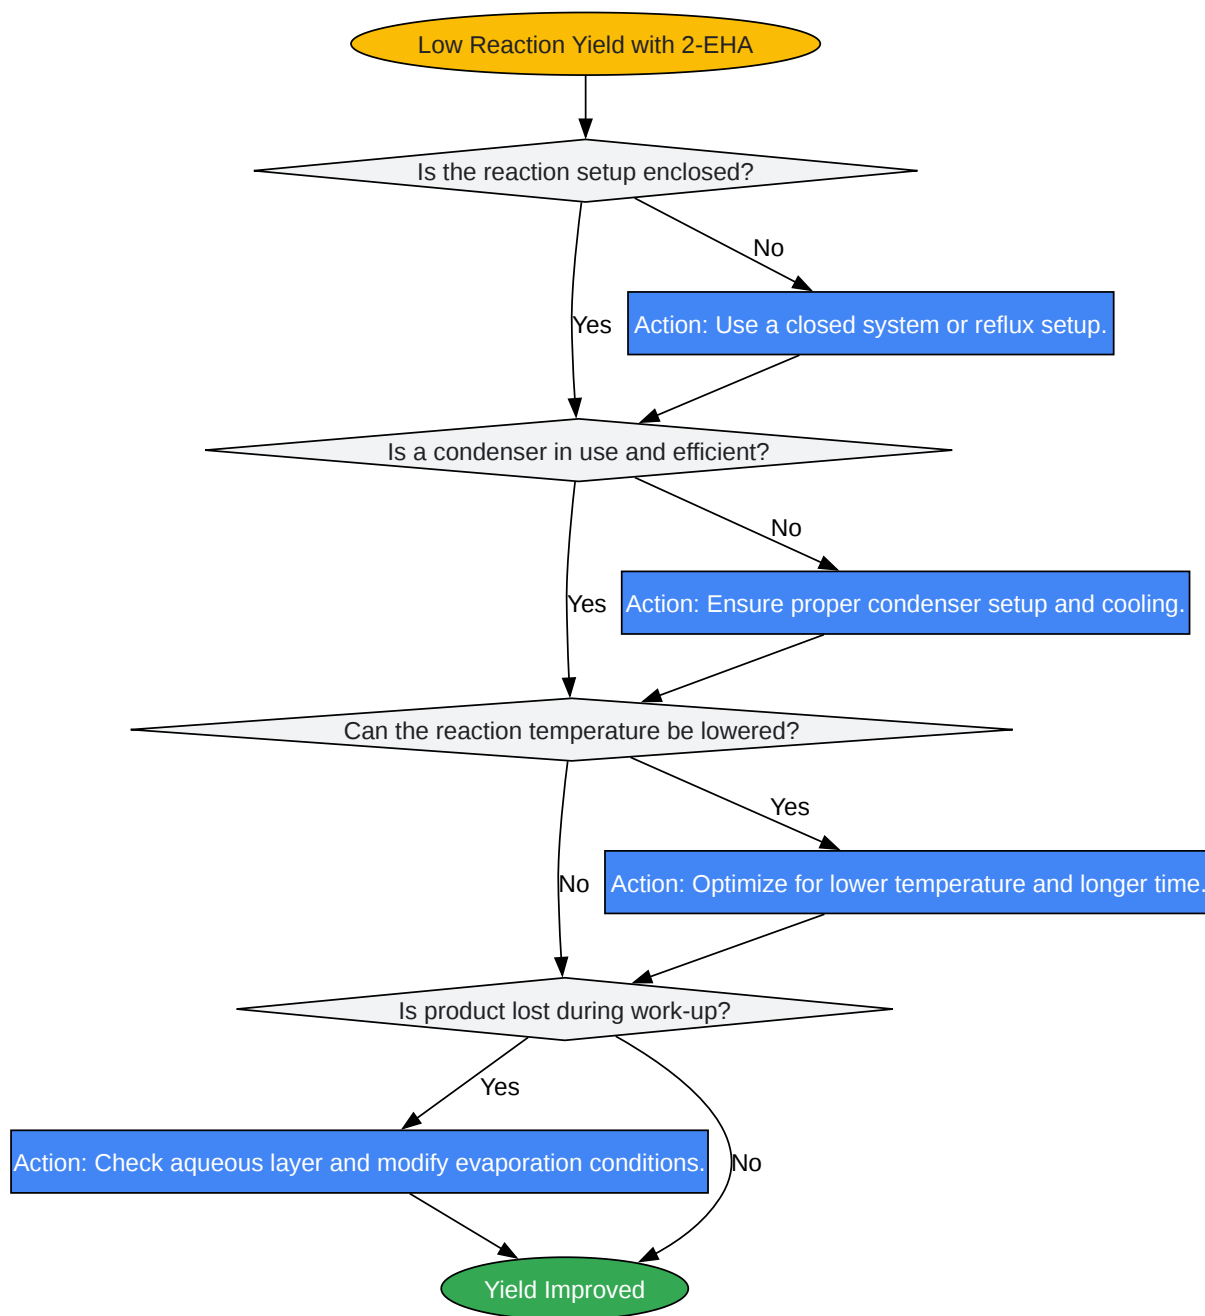 Low Reaction Yield with 2-EHA
Is the reaction setup enclosed?
No
Yes
Action: Use a closed system or reflux setup.
Is a condenser in use and efficient?
No
Yes
Action: Ensure proper condenser setup and cooling.
Can the reaction temperature be lowered?
Yes
No
Action: Optimize for lower temperature and longer time.
Is product lost during work-up?
Yes
Action: Check aqueous layer and modify evaporation conditions.
No
Yield Improved